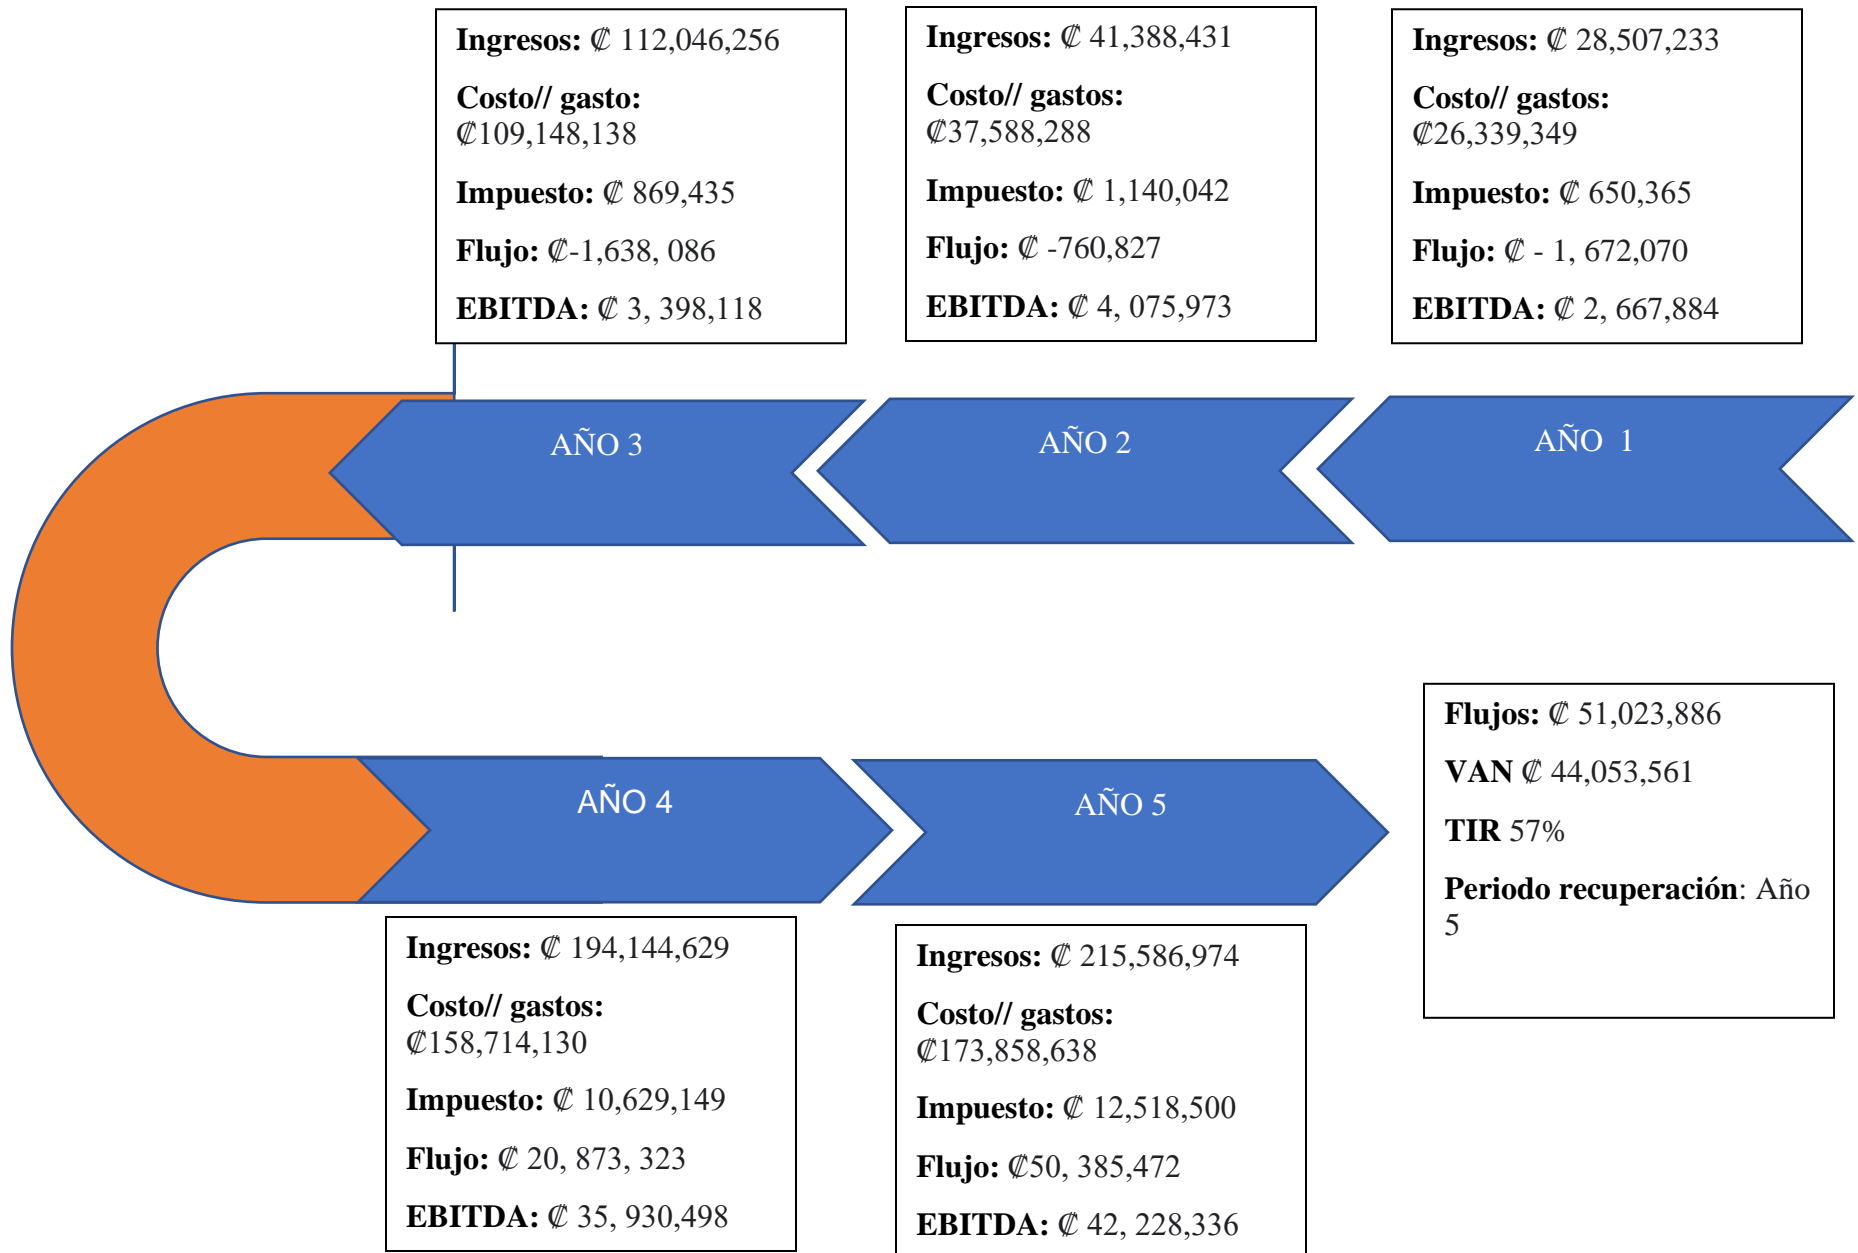 Ingresos: ₡ 112,046,256
Costo// gasto:
₡109,148,138
Impuesto: ₡ 869,435
Flujo: ₡-1,638, 086
EBITDA: ₡ 3, 398,118
Ingresos: ₡ 41,388,431
Costo// gastos:
₡37,588,288
Impuesto: ₡ 1,140,042
Flujo: ₡ -760,827
EBITDA: ₡ 4, 075,973
Ingresos: ₡ 28,507,233
Costo// gastos:
₡26,339,349
Impuesto: ₡ 650,365
Flujo: ₡ - 1, 672,070
EBITDA: ₡ 2, 667,884
AÑO 3
AÑO 2
AÑO 1
AÑO 4
AÑO 5
Flujos: ₡ 51,023,886
VAN ₡ 44,053,561
TIR 57%
Periodo recuperación: Año
5
Ingresos: ₡ 194,144,629
Costo// gastos:
₡158,714,130
Impuesto: ₡ 10,629,149
Flujo: ₡ 20, 873, 323
EBITDA: ₡ 35, 930,498
Ingresos: ₡ 215,586,974
Costo// gastos:
₡173,858,638
Impuesto: ₡ 12,518,500
Flujo: ₡50, 385,472
EBITDA: ₡ 42, 228,336